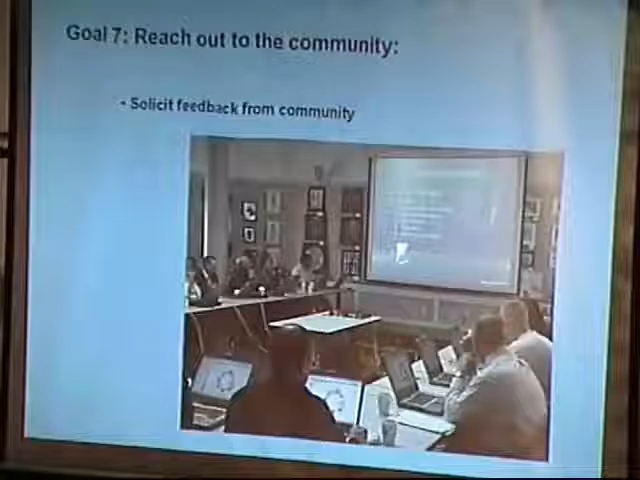 Goal 7: Reach out to the community:
- Solicit feedback from community